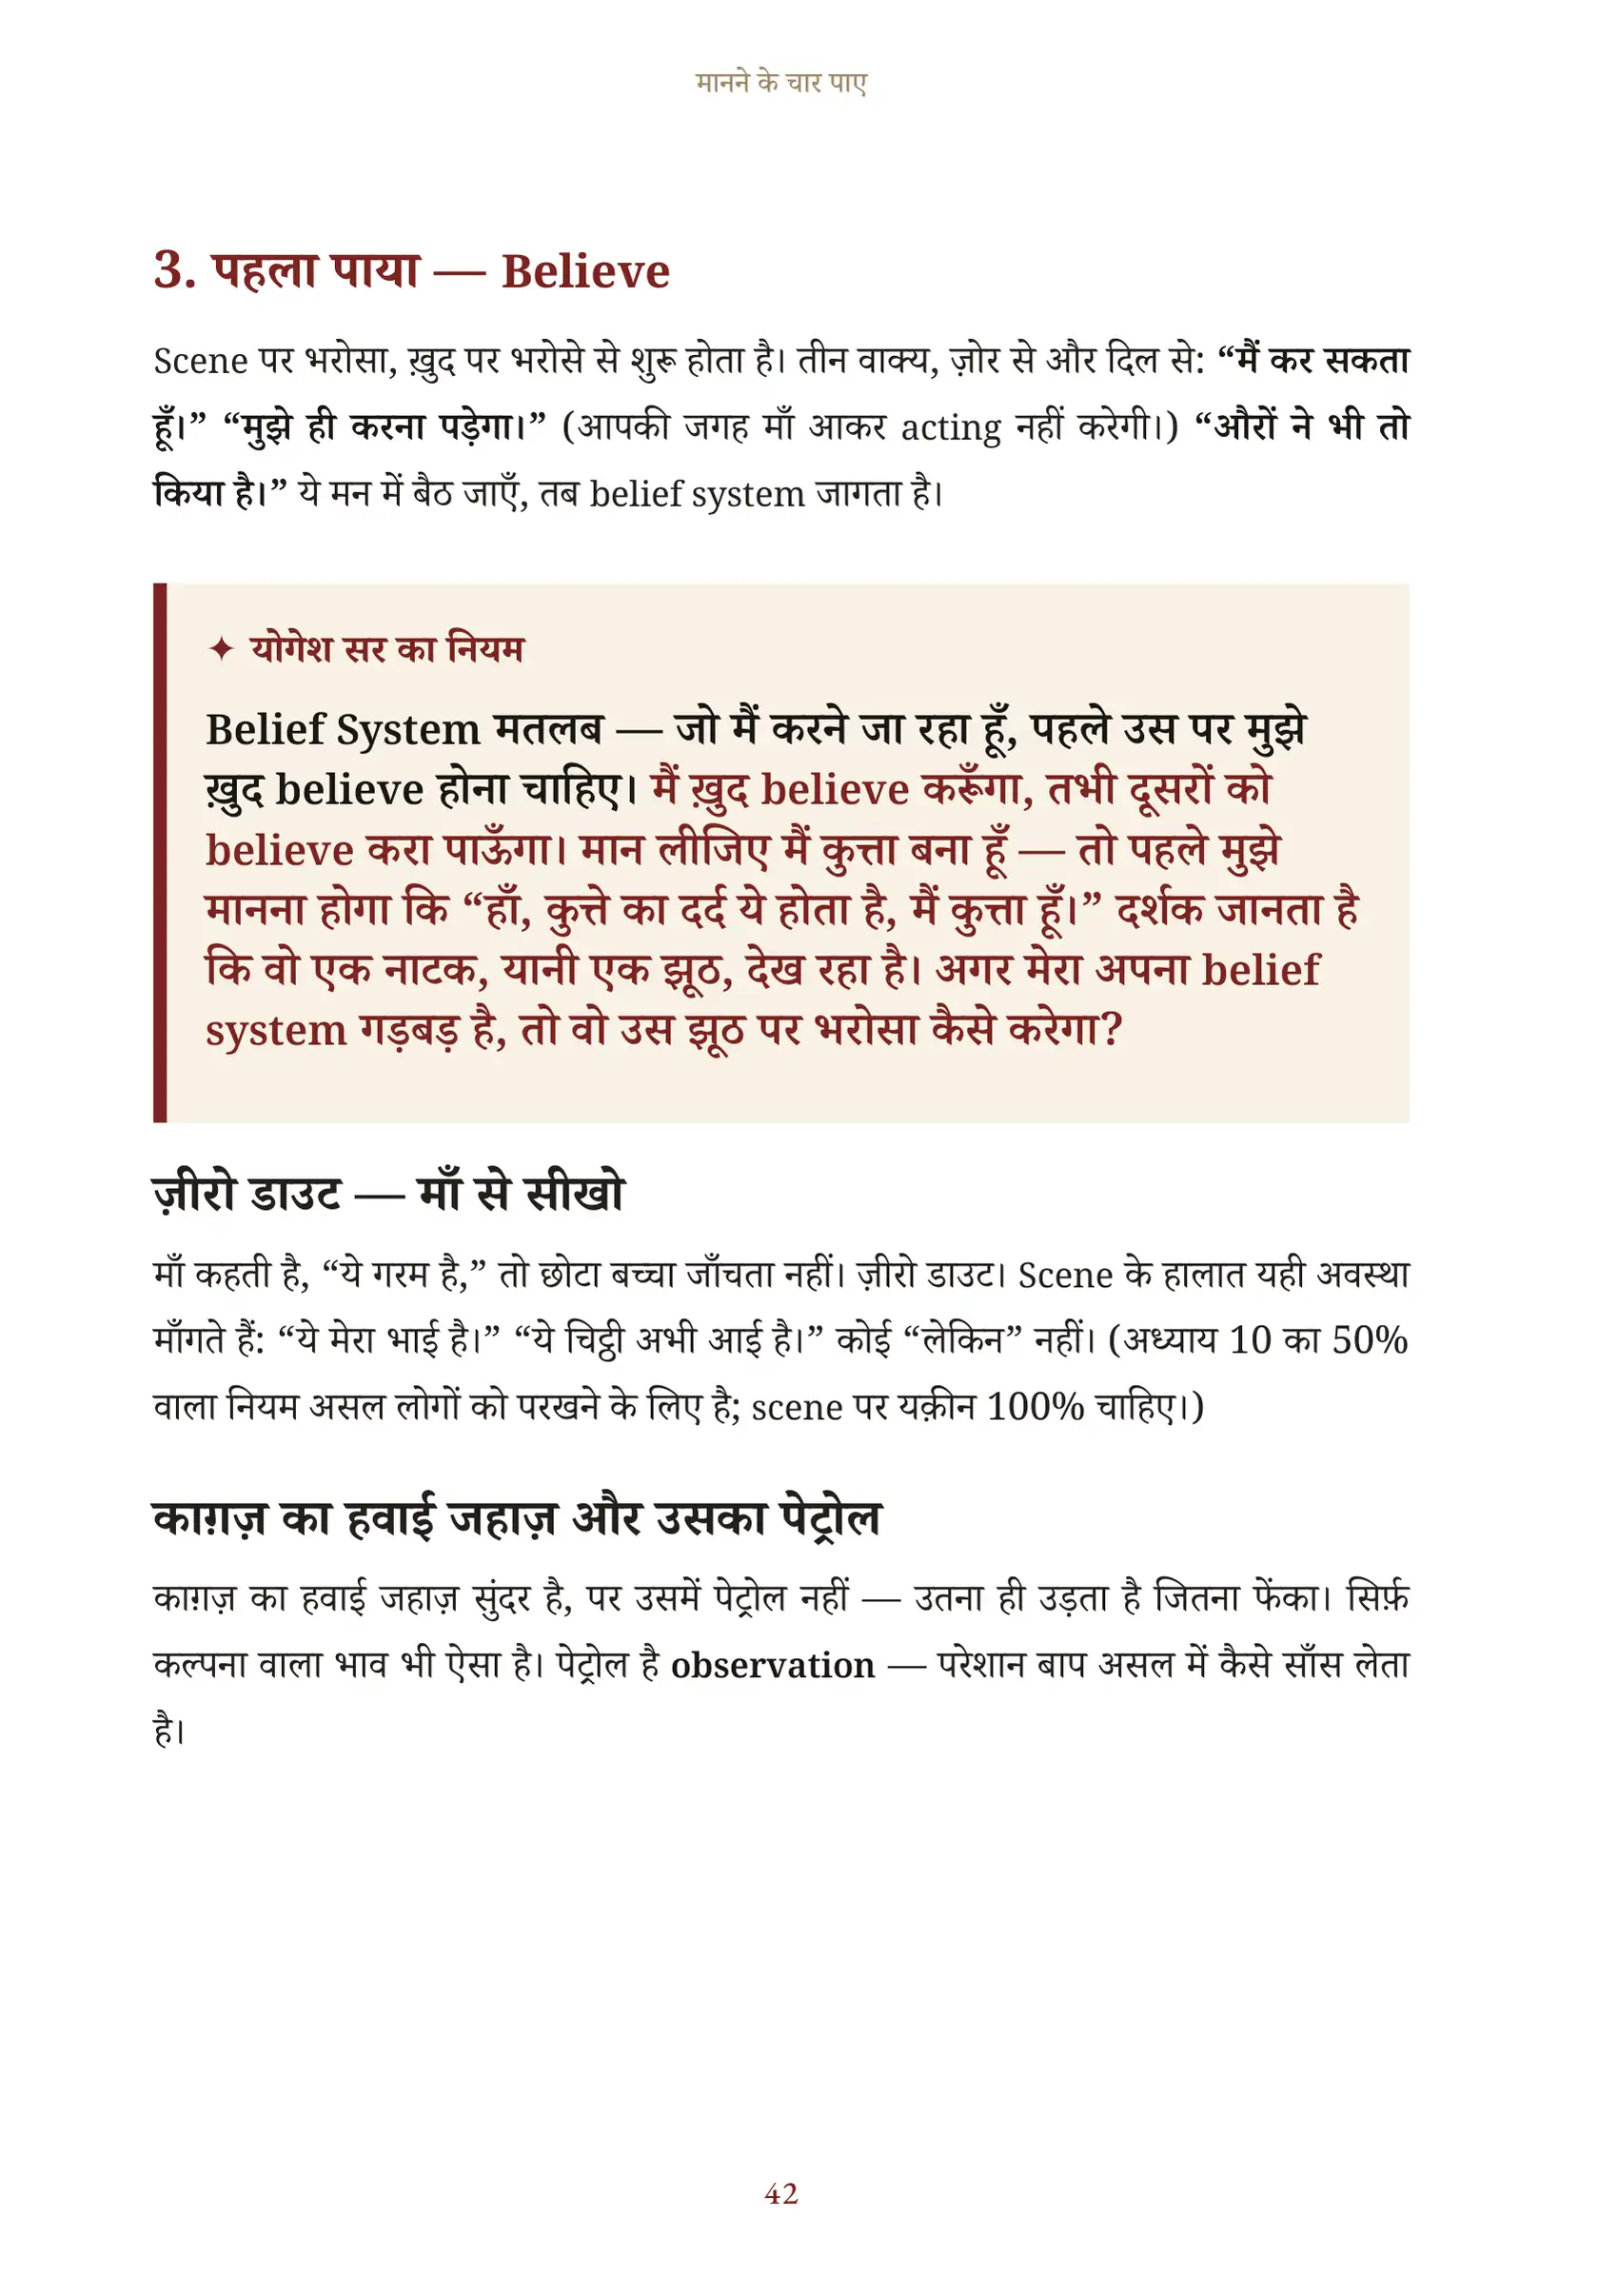 मानने के चार पाए
3. पहला पाया — Believe
Scene पर भरोसा, ख़ुद पर भरोसे से शुरू होता है। तीन वाक्य, ज़ोर से और दिल से: “मैं कर सकता
हूँ।” “मुझे ही करना पड़ेगा।” (आपकी जगह माँ आकर acting नहीं करेगी।) “औरों ने भी तो
किया है।” ये मन में बैठ जाएँ, तब belief system जागता है।
✦ योगेश सर का नियम
Belief System मतलब — जो मैं करने जा रहा हूँ, पहले उस पर मुझे
ख़ुद believe होना चाहिए। मैं ख़ुद believe करूँगा, तभी दूसरों को
believe करा पाऊँगा। मान लीजिए मैं कुत्ता बना हूँ — तो पहले मुझे
मानना होगा कि “हाँ, कुत्ते का दर्द ये होता है, मैं कुत्ता हूँ।” दर्शक जानता है
कि वो एक नाटक, यानी एक झूठ, देख रहा है। अगर मेरा अपना belief
system गड़बड़ है, तो वो उस झूठ पर भरोसा कैसे करेगा?
ज़ीरो डाउट — माँ से सीखो
माँ कहती है, “ये गरम है,” तो छोटा बच्चा जाँचता नहीं। ज़ीरो डाउट। Scene के हालात यही अवस्था
माँगते हैं: “ये मेरा भाई है।” “ये चिट्ठी अभी आई है।” कोई “लेकिन” नहीं। (अध्याय 10 का 50%
वाला नियम असल लोगों को परखने के लिए है; scene पर यक़ीन 100% चाहिए।)
काग़ज़ का हवाई जहाज़ और उसका पेट्रोल
काग़ज़ का हवाई जहाज़ सुंदर है, पर उसमें पेट्रोल नहीं — उतना ही उड़ता है जितना फेंका। सिर्फ़
कल्पना वाला भाव भी ऐसा है। पेट्रोल है observation — परेशान बाप असल में कैसे साँस लेता
है।
42